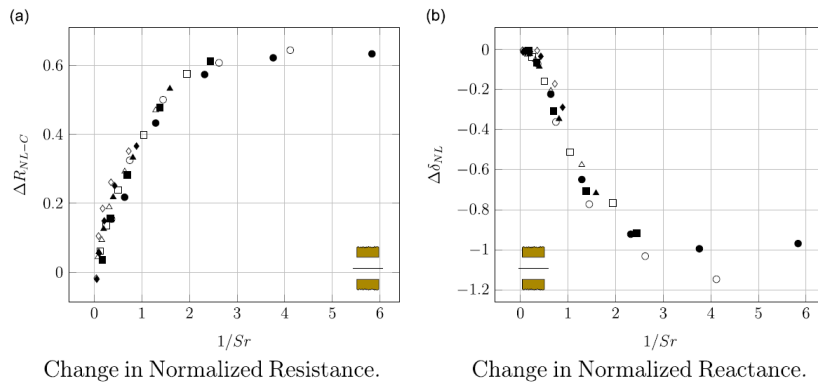 (a)
0.6
0.4
0.2
0
ΔR_{NL−C}
0 1 2 3 4 5 6
1/Sr
Change in Normalized Resistance.
(b)
−0
−0.2
−0.4
−0.6
−0.8
−1
−1.2
Δδ_{NL}
0 1 2 3 4 5 6
1/Sr
Change in Normalized Reactance.